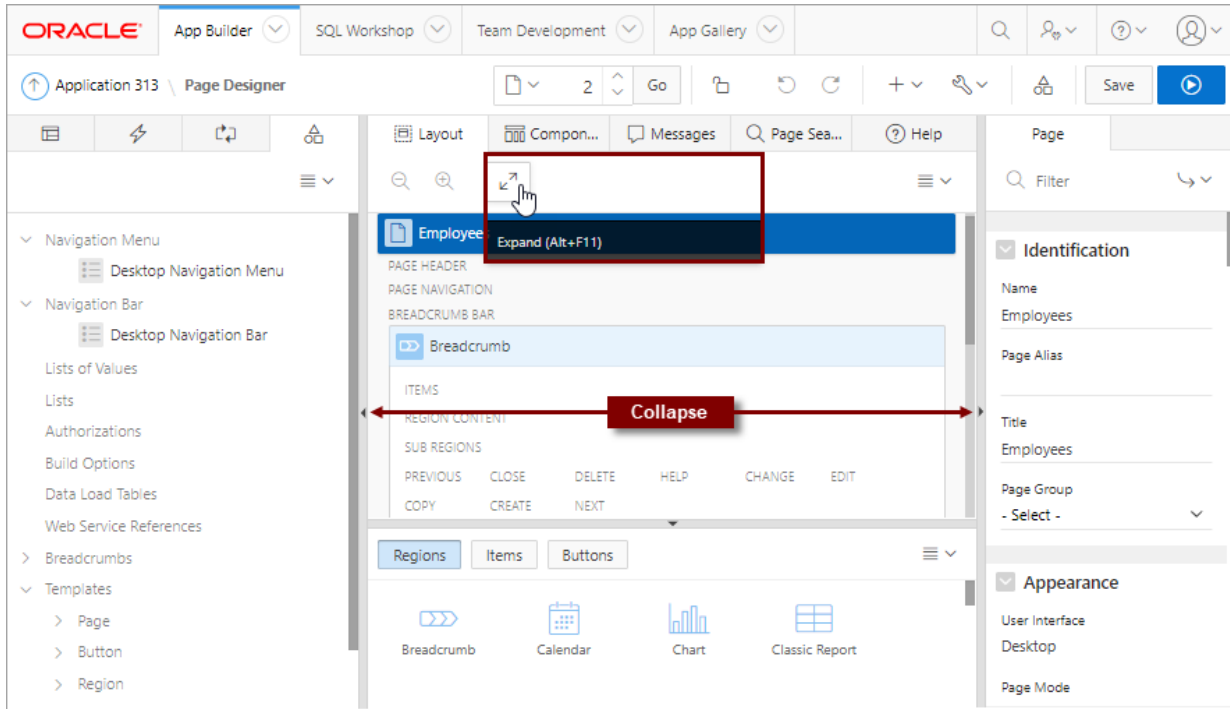 ORACLE App Builder SQL Workshop Team Development App Gallery
Application 313 \ Page Designer 2 Go Save
Layout Compon... Messages Page Sea... Help Page
Filter
Employee
Expand (Alt+F11)
Navigation Menu
Desktop Navigation Menu
Navigation Bar
Desktop Navigation Bar
Lists of Values
Lists
Authorizations
Build Options
Data Load Tables
Web Service References
Breadcrumbs
Templates
Page
Button
Region
PAGE HEADER
PAGE NAVIGATION
BREADCRUMB BAR
Breadcrumb
ITEMS
REGION CONTENT
Collapse
SUB REGIONS
PREVIOUS CLOSE DELETE HELP CHANGE EDIT
COPY CREATE NEXT
Regions Items Buttons
Breadcrumb Calendar Chart Classic Report
Identification
Name
Employees
Page Alias
Title
Employees
Page Group
- Select -
Appearance
User Interface
Desktop
Page Mode